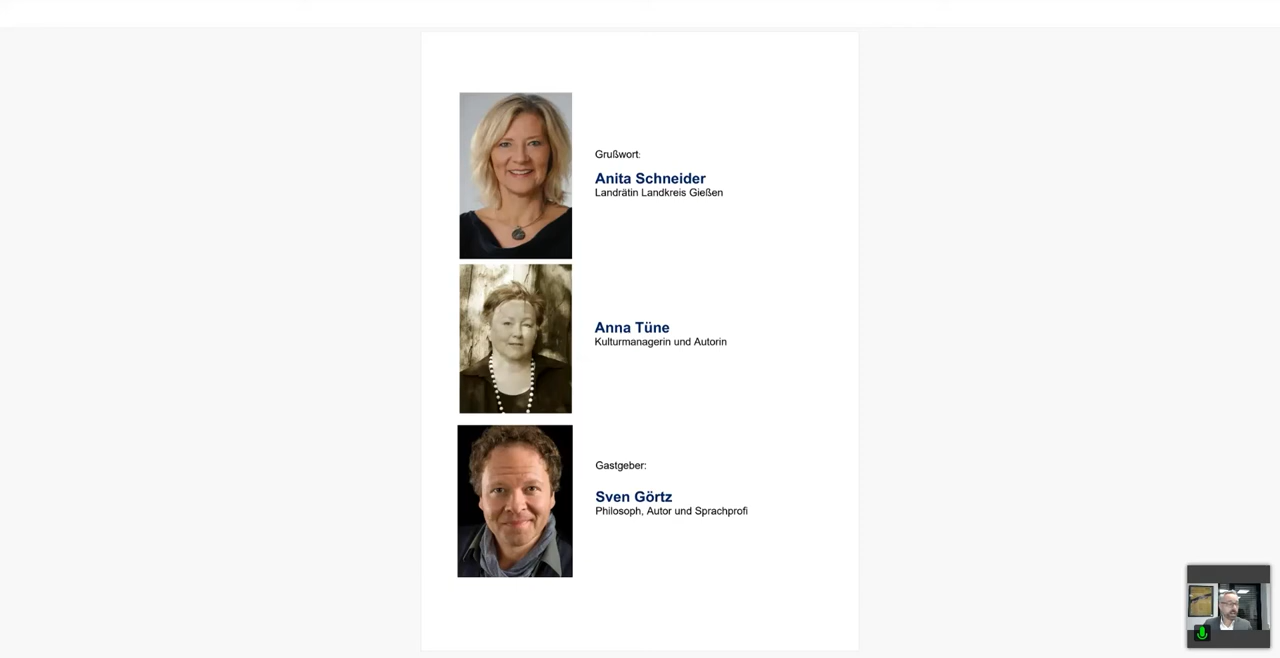 Grußwort:
Anita Schneider
Landrätin Landkreis Gießen
Anna Tüne
Kulturmanagerin und Autorin
Gastgeber:
Sven Görtz
Philosoph, Autor und Sprachprofi